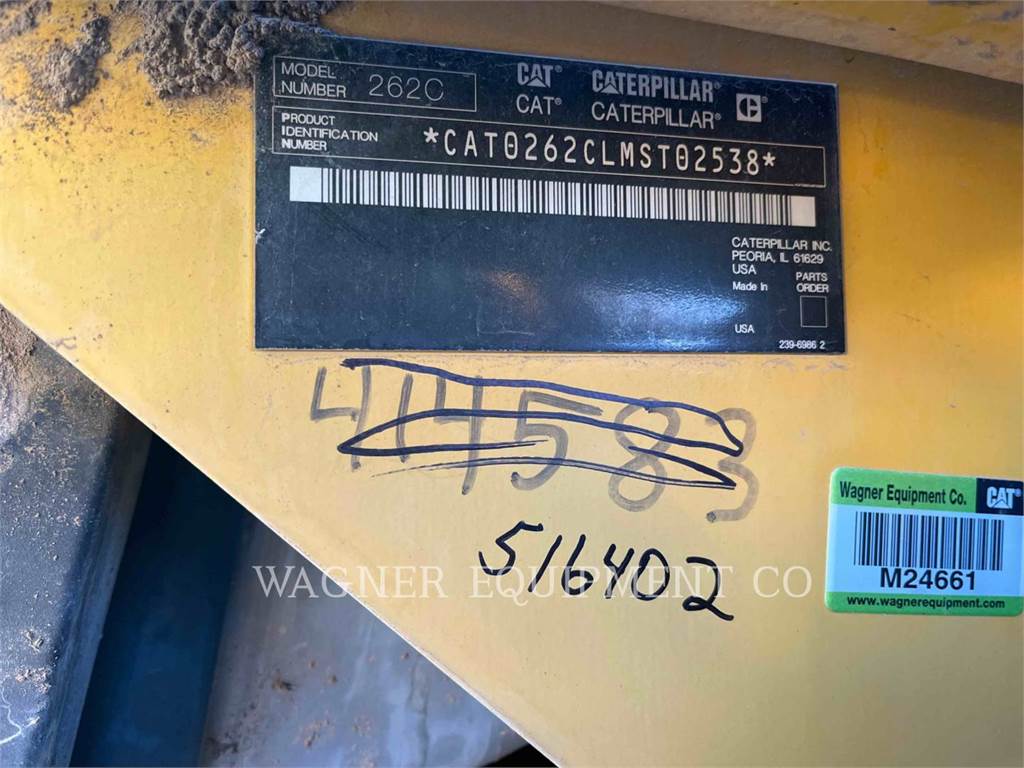 MODEL NUMBER 262C
CAT® CATERPILLAR®
CAT® CATERPILLAR®
PRODUCT IDENTIFICATION NUMBER *CAT0262CLMST02538*
CATERPILLAR INC.
PEORIA, IL 61629
USA
Made In
PARTS ORDER
USA
239-6986 2
516402
Wagner Equipment Co. CAT
M24661
www.wagnerequipment.com
WAGNER EQUIPMENT CO